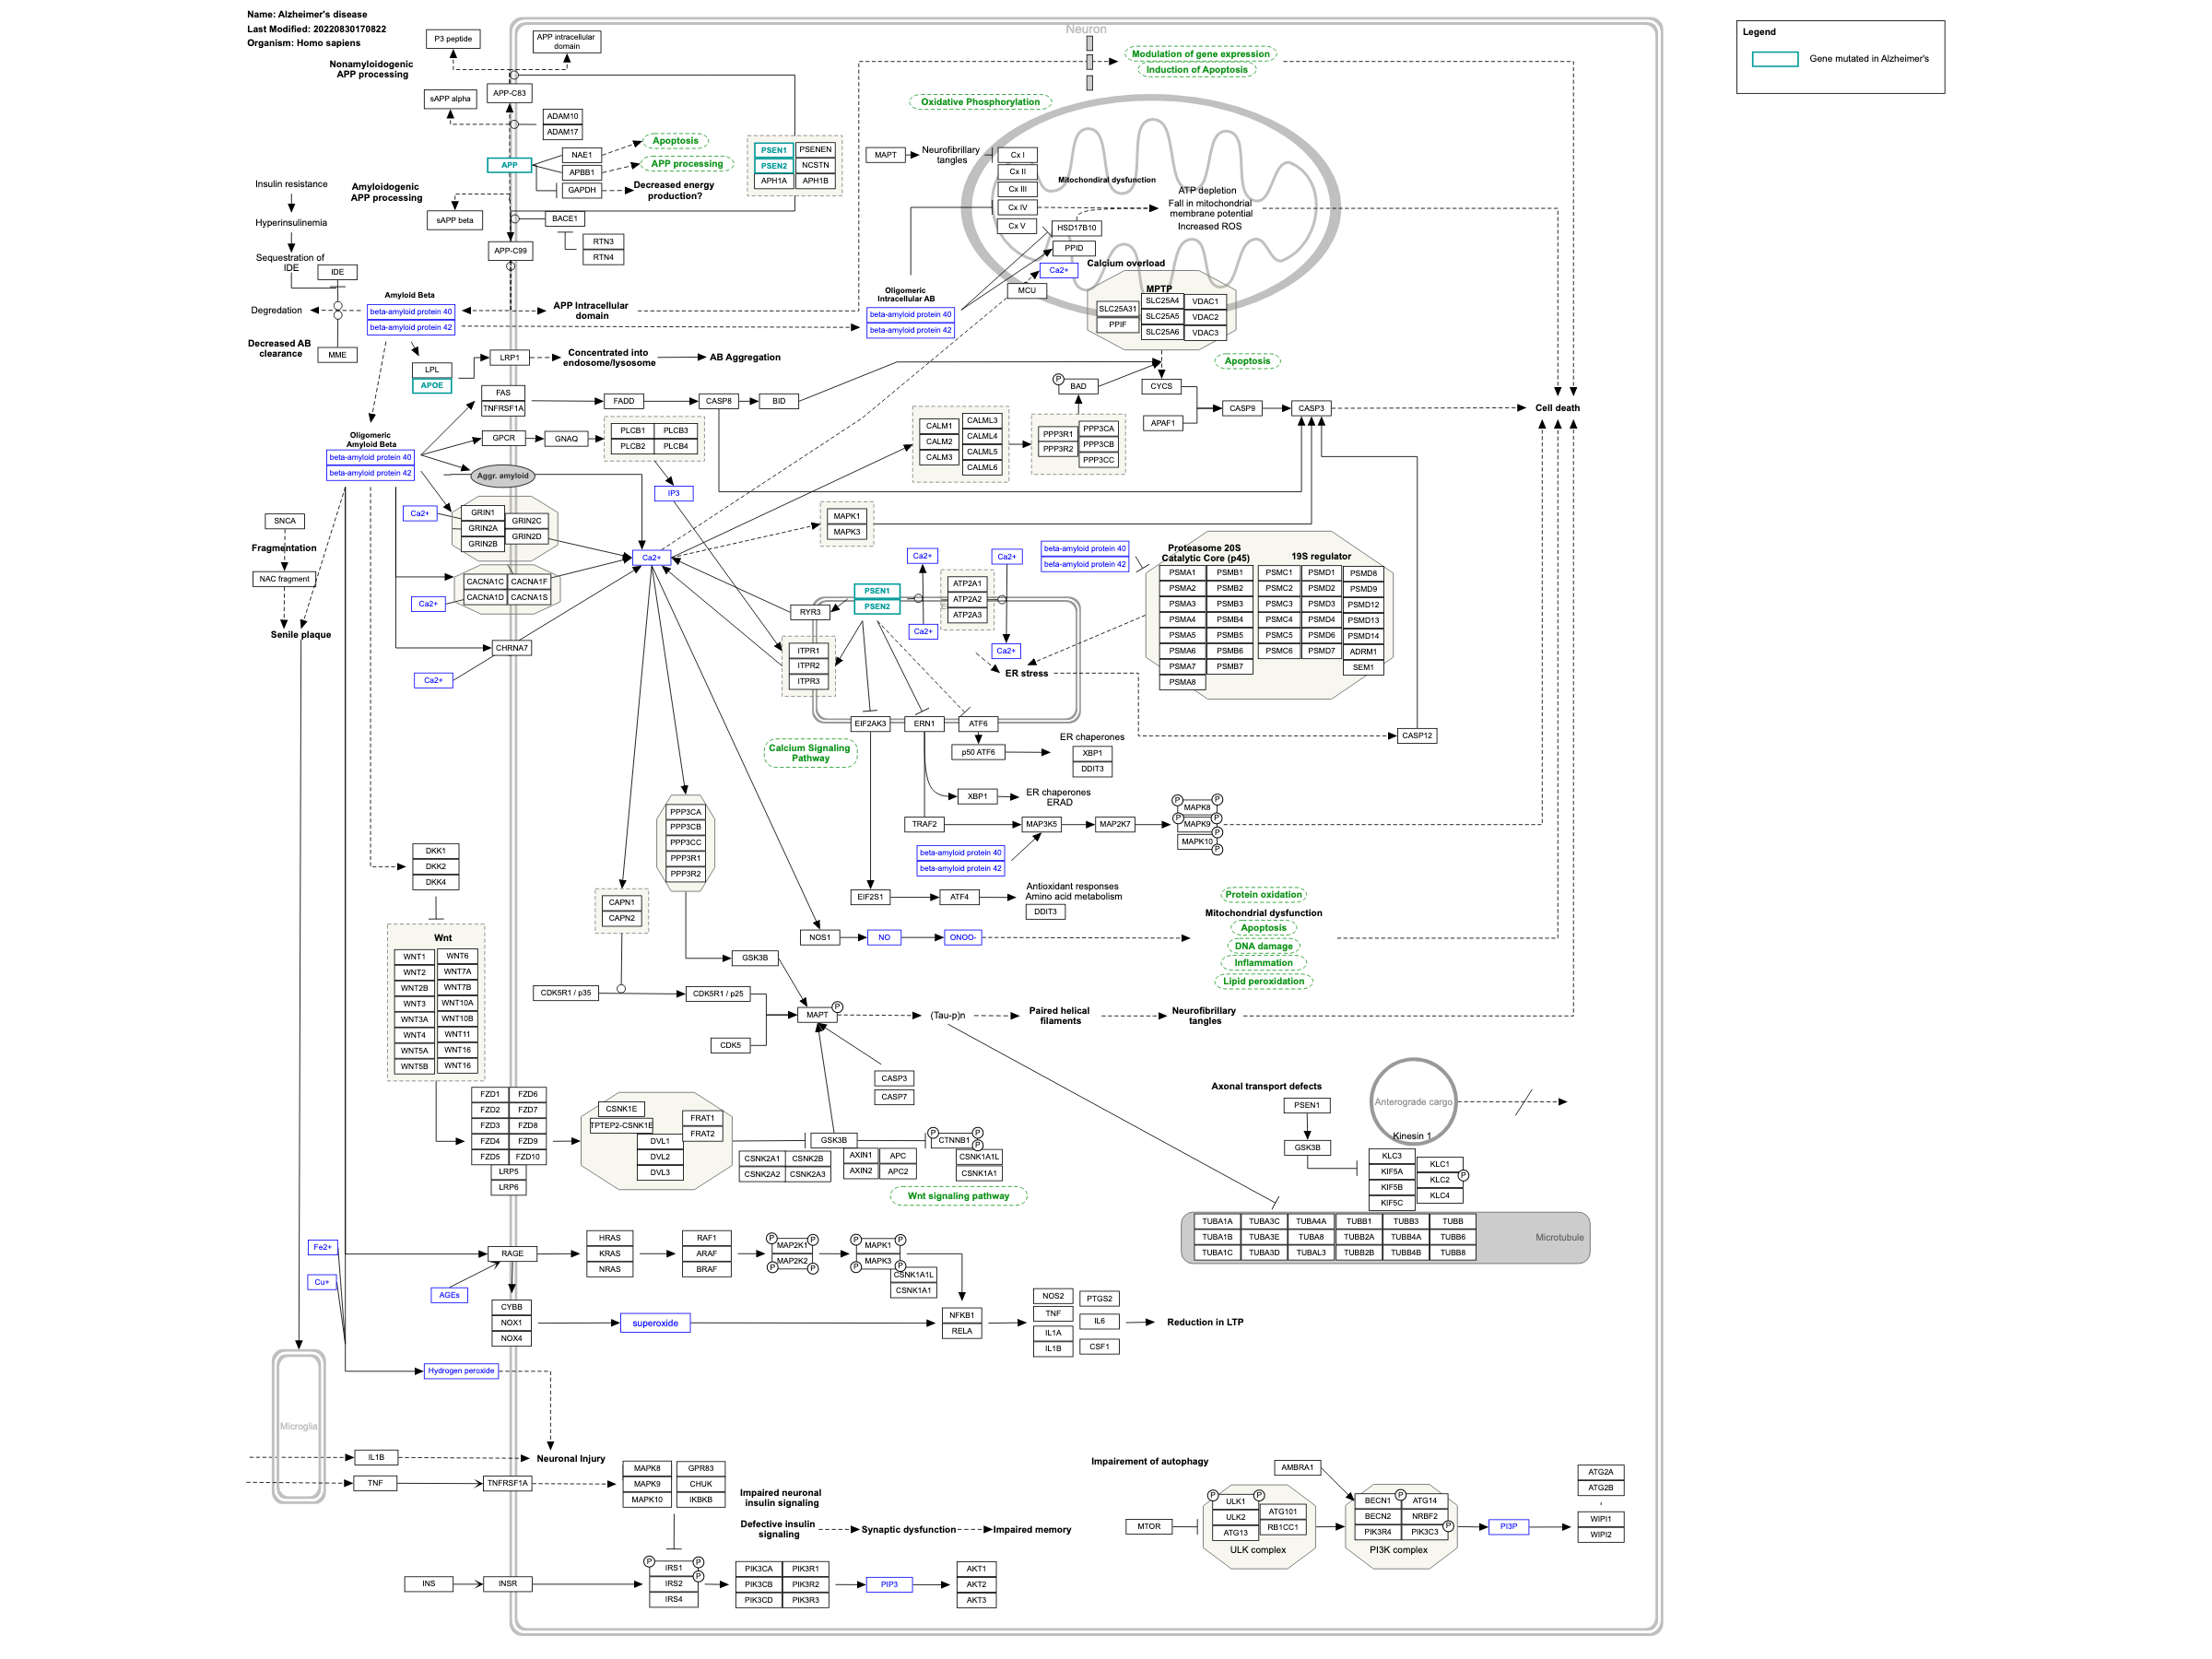 Name: Alzheimer's disease
Last Modified: 20220830170822
Organism: Homo sapiens
Neuron
Legend
Gene mutated in Alzheimer's
P3 peptide
APP intracellular
domain
Nonamyloidogenic
APP processing
APP-C83
sAPP alpha
ADAM10
ADAM17
APP
NAE1
APBB1
GAPDH
Apoptosis
APP processing
Decreased energy
production?
PSEN1
PSENEN
PSEN2
NCSTN
APH1A
APH1B
Insulin resistance
Hyperinsulinemia
Sequestration of
IDE
IDE
Amyloidogenic
APP processing
sAPP beta
BACE1
RTN3
RTN4
APP-C99
Amyloid Beta
beta-amyloid protein 40
beta-amyloid protein 42
Degredation
Decreased AB
clearance
MME
APP Intracellular
domain
LPL
APOE
LRP1
Concentrated into
endosome/lysosome
AB Aggregation
Modulation of gene expression
Induction of Apoptosis
Oxidative Phosphorylation
MAPT
Neurofibrillary
tangles
Cx I
Cx II
Cx III
Cx IV
Cx V
Mitochondiral dysfunction
ATP depletion
Fall in mitochondrial
membrane potential
Increased ROS
HSD17B10
PPID
Ca2+
Calcium overload
MCU
Oligomeric
Intracellular AB
beta-amyloid protein 40
beta-amyloid protein 42
MPTP
SLC25A31
PPIF
SLC25A4
SLC25A5
SLC25A6
VDAC1
VDAC2
VDAC3
Apoptosis
FAS
TNFRSF1A
FADD
CASP8
BID
P
BAD
CYCS
APAF1
CASP9
CASP3
Cell death
Oligomeric
Amyloid Beta
beta-amyloid protein 40
beta-amyloid protein 42
GPCR
GNAQ
PLCB1
PLCB3
PLCB2
PLCB4
Aggr. amyloid
IP3
CALM1
CALM2
CALM3
CALML3
CALML4
CALML5
CALML6
PPP3R1
PPP3R2
PPP3CA
PPP3CB
PPP3CC
Ca2+
GRIN1
GRIN2A
GRIN2B
GRIN2C
GRIN2D
Ca2+
CACNA1C
CACNA1F
CACNA1D
CACNA1S
Ca2+
CHRNA7
Ca2+
MAPK1
MAPK3
SNCA
Fragmentation
NAC fragment
Senile plaque
PSEN1
PSEN2
RYR3
ITPR1
ITPR2
ITPR3
Ca2+
Ca2+
ATP2A1
ATP2A2
ATP2A3
Ca2+
Ca2+
ER stress
beta-amyloid protein 40
beta-amyloid protein 42
Proteasome 20S
Catalytic Core (p45)
19S regulator
PSMA1
PSMA2
PSMA3
PSMA4
PSMA5
PSMA6
PSMA7
PSMA8
PSMB1
PSMB2
PSMB3
PSMB4
PSMB5
PSMB6
PSMB7
PSMC1
PSMC2
PSMC3
PSMC4
PSMC5
PSMC6
PSMD1
PSMD2
PSMD3
PSMD4
PSMD6
PSMD7
PSMD8
PSMD9
PSMD12
PSMD13
PSMD14
ADRM1
SEM1
EIF2AK3
ERN1
ATF6
p50 ATF6
ER chaperones
XBP1
DDIT3
CASP12
Calcium Signaling
Pathway
XBP1
ER chaperones
ERAD
TRAF2
MAP3K5
MAP2K7
P
P
MAPK8
P
P
MAPK9
P
MAPK10
P
beta-amyloid protein 40
beta-amyloid protein 42
EIF2S1
ATF4
Antioxidant responses
Amino acid metabolism
DDIT3
PPP3CA
PPP3CB
PPP3CC
PPP3R1
PPP3R2
CAPN1
CAPN2
DKK1
DKK2
DKK4
NOS1
NO
ONOO-
Protein oxidation
Mitochondrial dysfunction
Apoptosis
DNA damage
Inflammation
Lipid peroxidation
GSK3B
CDK5R1 / p35
CDK5R1 / p25
CDK5
MAPT
P
(Tau-p)n
Paired helical
filaments
Neurofibrillary
tangles
CASP3
CASP7
Wnt
WNT1
WNT2
WNT2B
WNT3
WNT3A
WNT4
WNT5A
WNT5B
WNT6
WNT7A
WNT7B
WNT10A
WNT10B
WNT11
WNT16
WNT16
FZD1
FZD2
FZD3
FZD4
FZD5
FZD6
FZD7
FZD8
FZD9
FZD10
LRP5
LRP6
CSNK1E
TPTEP2-CSNK1E
DVL1
DVL2
DVL3
FRAT1
FRAT2
GSK3B
CSNK2A1
CSNK2B
CSNK2A2
CSNK2A3
AXIN1
APC
AXIN2
APC2
P
P
P
CTNNB1
CSNK1A1L
CSNK1A1
Wnt signaling pathway
Axonal transport defects
PSEN1
GSK3B
Anterograde cargo
Kinesin 1
KLC3
KIF5A
KIF5B
KIF5C
KLC1
KLC2
KLC4
P
TUBA1A
TUBA3C
TUBA4A
TUBB1
TUBB3
TUBB
TUBA1B
TUBA3E
TUBA8
TUBB2A
TUBB4A
TUBB6
TUBA1C
TUBA3D
TUBAL3
TUBB2B
TUBB4B
TUBB8
Microtubule
Fe2+
Cu+
AGEs
RAGE
HRAS
KRAS
NRAS
RAF1
ARAF
BRAF
P
P
MAP2K1
MAP2K2
P
P
P
P
MAPK1
MAPK3
P
P
CSNK1A1L
CSNK1A1
CYBB
NOX1
NOX4
superoxide
NFKB1
RELA
NOS2
TNF
IL1A
IL1B
PTGS2
IL6
CSF1
Reduction in LTP
Hydrogen peroxide
Microglia
IL1B
TNF
Neuronal Injury
TNFRSF1A
MAPK8
MAPK9
MAPK10
GPR83
CHUK
IKBKB
Impaired neuronal
insulin signaling
Defective insulin
signaling
Synaptic dysfunction
Impaired memory
INS
INSR
P
P
IRS1
P
IRS2
IRS4
PIK3CA
PIK3R1
PIK3CB
PIK3R2
PIK3CD
PIK3R3
PIP3
AKT1
AKT2
AKT3
Impairment of autophagy
AMBRA1
MTOR
P
P
ULK1
ULK2
ATG13
ATG101
RB1CC1
ULK complex
BECN1
P
ATG14
BECN2
NRBF2
PIK3R4
PIK3C3
P
PI3K complex
PI3P
ATG2A
ATG2B
WIPI1
WIPI2